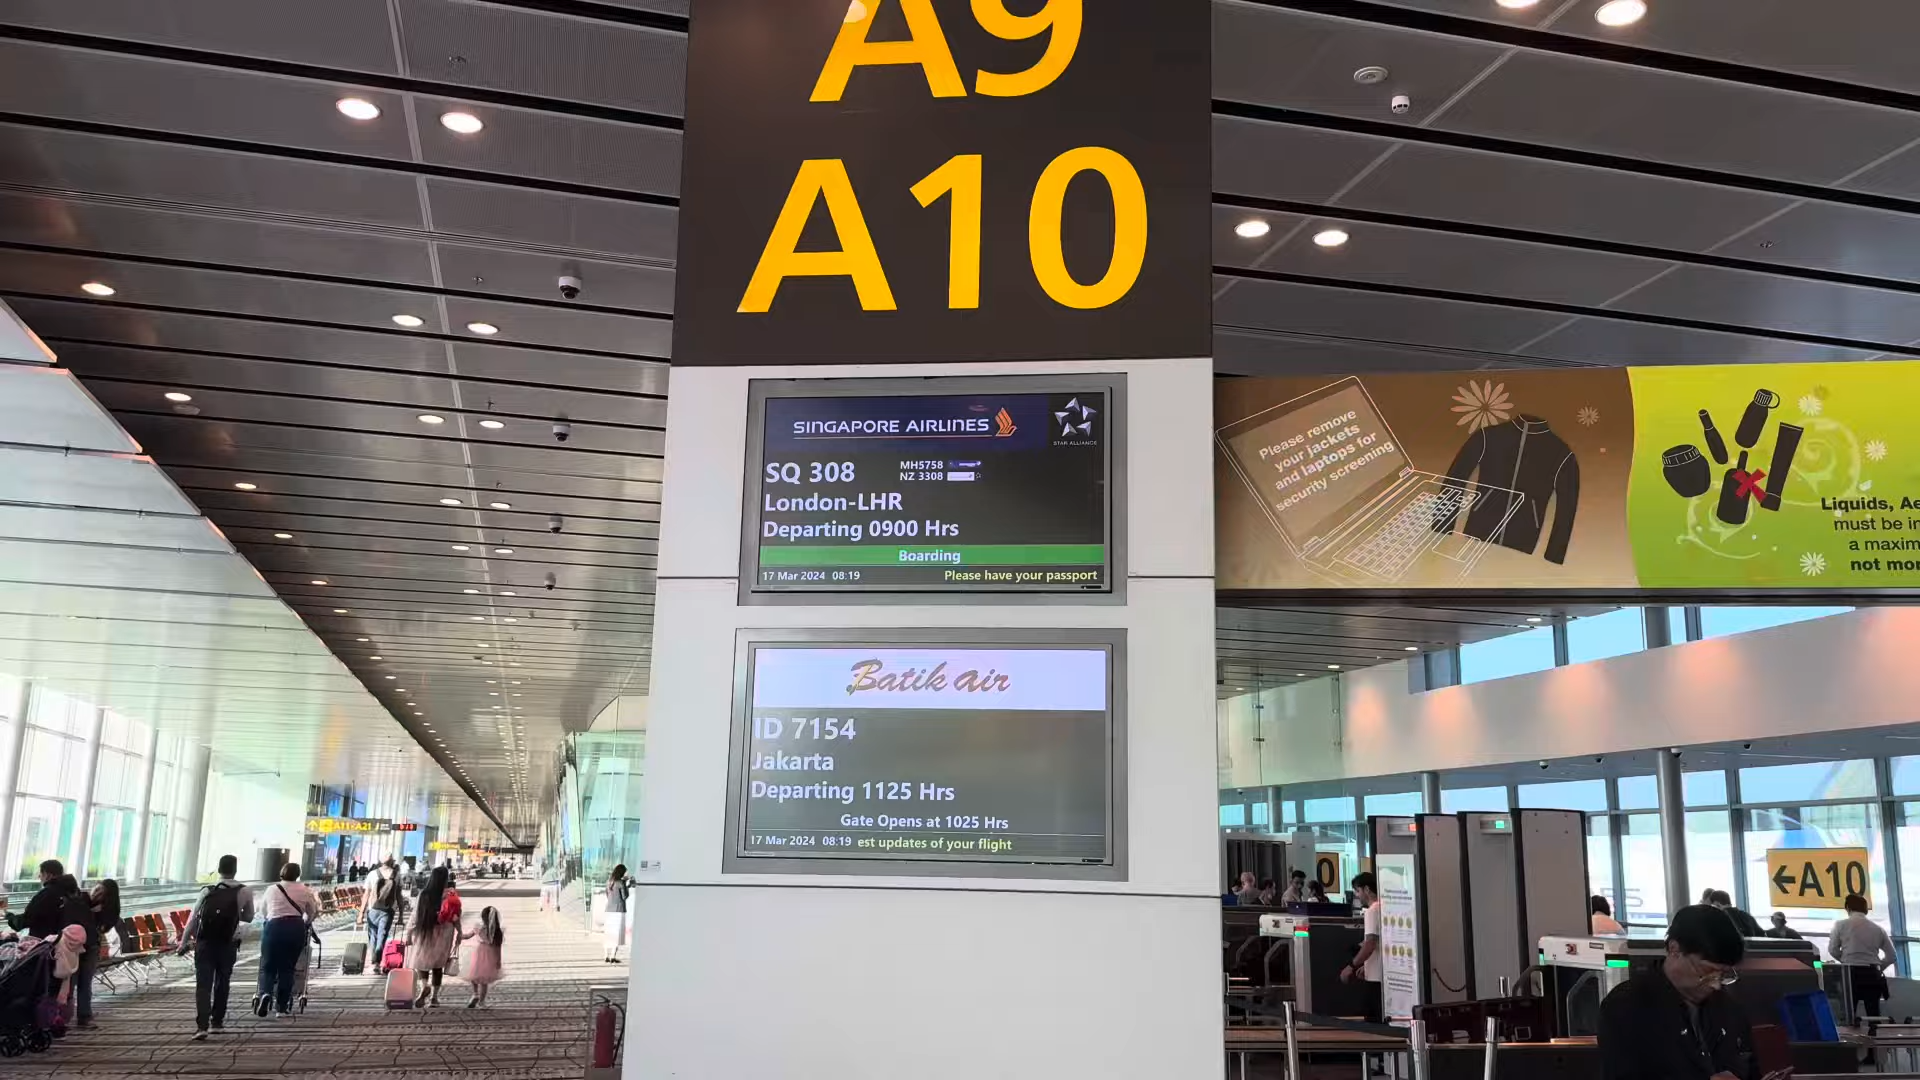 A9
A10
SINGAPORE AIRLINES
STAR ALLIANCE
SQ 308
MH5758
NZ 3308
London-LHR
Departing 0900 Hrs
Boarding
17 Mar 2024 08:19
Please have your passport
Batik air
ID 7154
Jakarta
Departing 1125 Hrs
Gate Opens at 1025 Hrs
17 Mar 2024 08:19 est updates of your flight
Please remove
your jackets
and laptops for
security screening
Liquids, Ae
must be in
a maxim
not mor
A11-A21
←A10